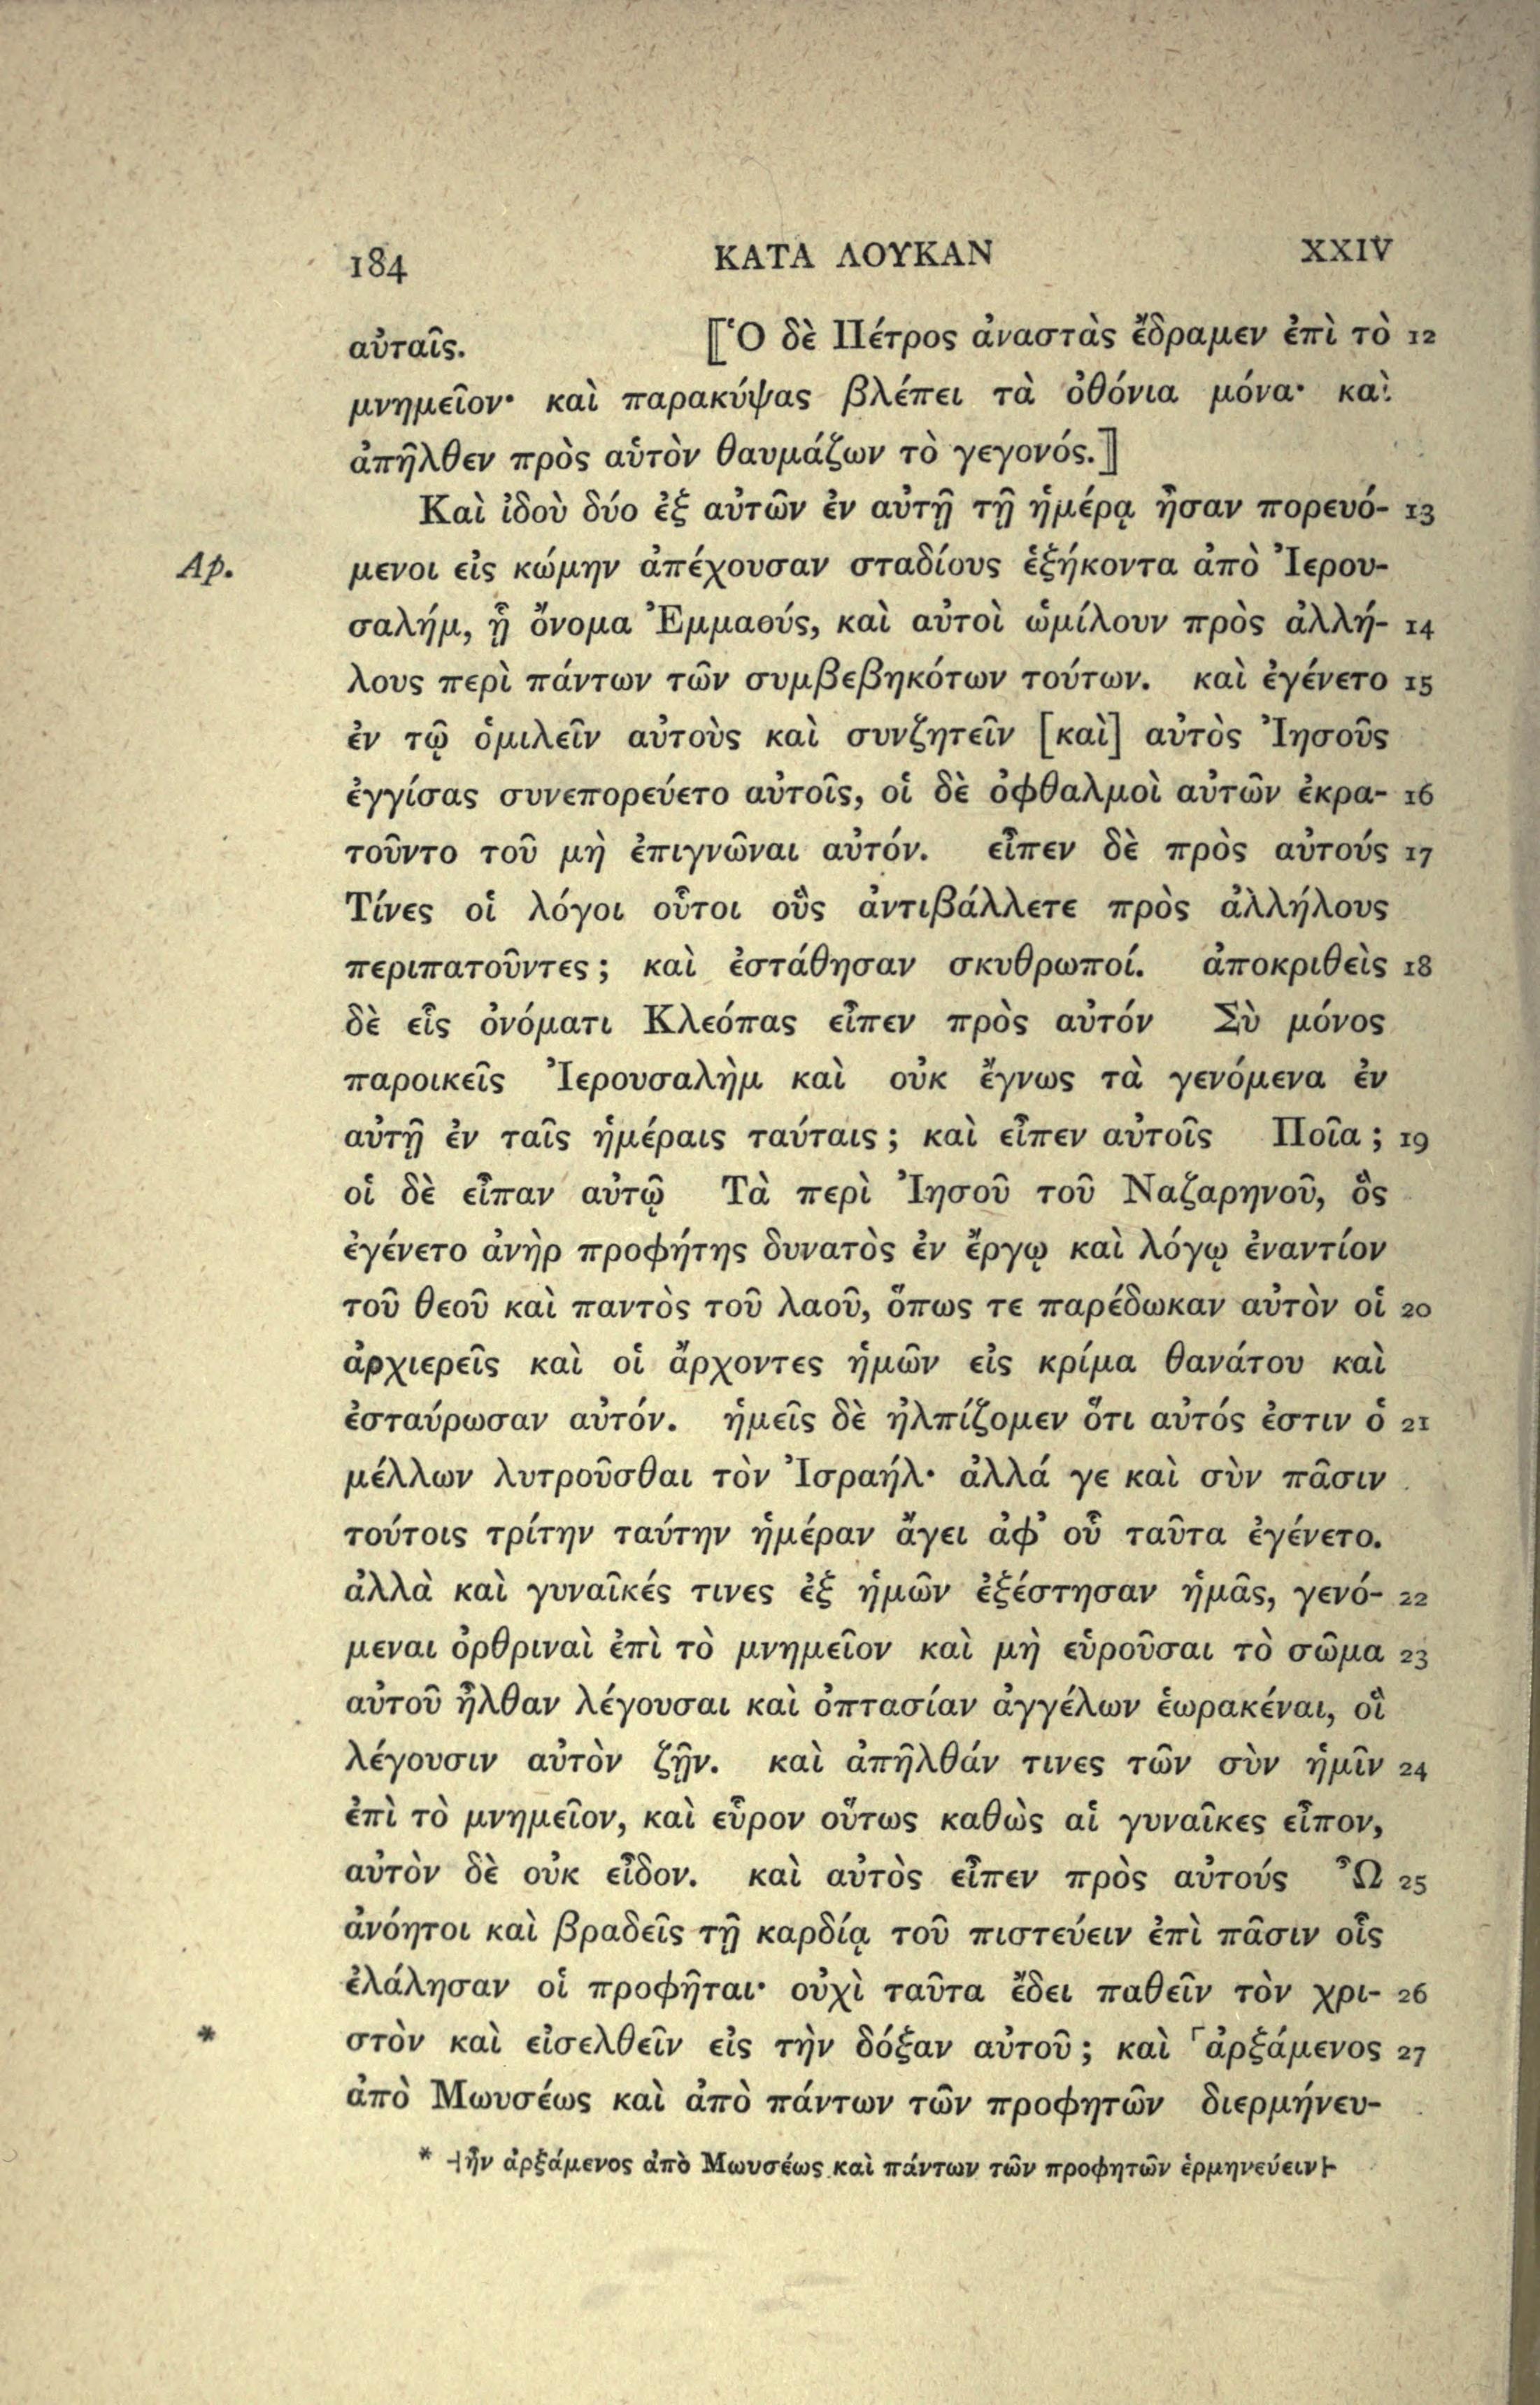 184 ΚΑΤΑ ΛΟΥΚΑΝ XXIV
αὐταῖς. ⟦Ὁ δὲ Πέτρος ἀναστὰς ἔδραμεν ἐπὶ τὸ 12
μνημεῖον· καὶ παρακύψας βλέπει τὰ ὀθόνια μόνα· καὶ
ἀπῆλθεν πρὸς αὑτὸν θαυμάζων τὸ γεγονός.⟧
Καὶ ἰδοὺ δύο ἐξ αὐτῶν ἐν αὐτῇ τῇ ἡμέρᾳ ἦσαν πορευό- 13
Ap. μενοι εἰς κώμην ἀπέχουσαν σταδίους ἑξήκοντα ἀπὸ Ἰερου-
σαλήμ, ᾗ ὄνομα Ἐμμαούς, καὶ αὐτοὶ ὡμίλουν πρὸς ἀλλή- 14
λους περὶ πάντων τῶν συμβεβηκότων τούτων. καὶ ἐγένετο 15
ἐν τῷ ὁμιλεῖν αὐτοὺς καὶ συνζητεῖν [καὶ] αὐτὸς Ἰησοῦς
ἐγγίσας συνεπορεύετο αὐτοῖς, οἱ δὲ ὀφθαλμοὶ αὐτῶν ἐκρα- 16
τοῦντο τοῦ μὴ ἐπιγνῶναι αὐτόν. εἶπεν δὲ πρὸς αὐτούς 17
Τίνες οἱ λόγοι οὗτοι οὓς ἀντιβάλλετε πρὸς ἀλλήλους
περιπατοῦντες; καὶ ἐστάθησαν σκυθρωποί. ἀποκριθεὶς 18
δὲ εἷς ὀνόματι Κλεόπας εἶπεν πρὸς αὐτόν Σὺ μόνος
παροικεῖς Ἰερουσαλὴμ καὶ οὐκ ἔγνως τὰ γενόμενα ἐν
αὐτῇ ἐν ταῖς ἡμέραις ταύταις; καὶ εἶπεν αὐτοῖς Ποῖα; 19
οἱ δὲ εἶπαν αὐτῷ Τὰ περὶ Ἰησοῦ τοῦ Ναζαρηνοῦ, ὃς
ἐγένετο ἀνὴρ προφήτης δυνατὸς ἐν ἔργῳ καὶ λόγῳ ἐναντίον
τοῦ θεοῦ καὶ παντὸς τοῦ λαοῦ, ὅπως τε παρέδωκαν αὐτὸν οἱ 20
ἀρχιερεῖς καὶ οἱ ἄρχοντες ἡμῶν εἰς κρίμα θανάτου καὶ
ἐσταύρωσαν αὐτόν. ἡμεῖς δὲ ἠλπίζομεν ὅτι αὐτός ἐστιν ὁ 21
μέλλων λυτροῦσθαι τὸν Ἰσραήλ· ἀλλά γε καὶ σὺν πᾶσιν
τούτοις τρίτην ταύτην ἡμέραν ἄγει ἀφ' οὗ ταῦτα ἐγένετο.
ἀλλὰ καὶ γυναῖκές τινες ἐξ ἡμῶν ἐξέστησαν ἡμᾶς, γενό- 22
μεναι ὀρθριναὶ ἐπὶ τὸ μνημεῖον καὶ μὴ εὑροῦσαι τὸ σῶμα 23
αὐτοῦ ἦλθαν λέγουσαι καὶ ὀπτασίαν ἀγγέλων ἑωρακέναι, οἳ
λέγουσιν αὐτὸν ζῇν. καὶ ἀπῆλθάν τινες τῶν σὺν ἡμῖν 24
ἐπὶ τὸ μνημεῖον, καὶ εὗρον οὕτως καθὼς αἱ γυναῖκες εἶπον,
αὐτὸν δὲ οὐκ εἶδον. καὶ αὐτὸς εἶπεν πρὸς αὐτούς Ὦ 25
ἀνόητοι καὶ βραδεῖς τῇ καρδίᾳ τοῦ πιστεύειν ἐπὶ πᾶσιν οἷς
ἐλάλησαν οἱ προφῆται· οὐχὶ ταῦτα ἔδει παθεῖν τὸν χρι- 26
* στὸν καὶ εἰσελθεῖν εἰς τὴν δόξαν αὐτοῦ; καὶ ⸀ἀρξάμενος 27
ἀπὸ Μωυσέως καὶ ἀπὸ πάντων τῶν προφητῶν διερμήνευ-
* ⊣ἦν ἀρξάμενος ἀπὸ Μωυσέως καὶ πάντων τῶν προφητῶν ἑρμηνεύειν⊢